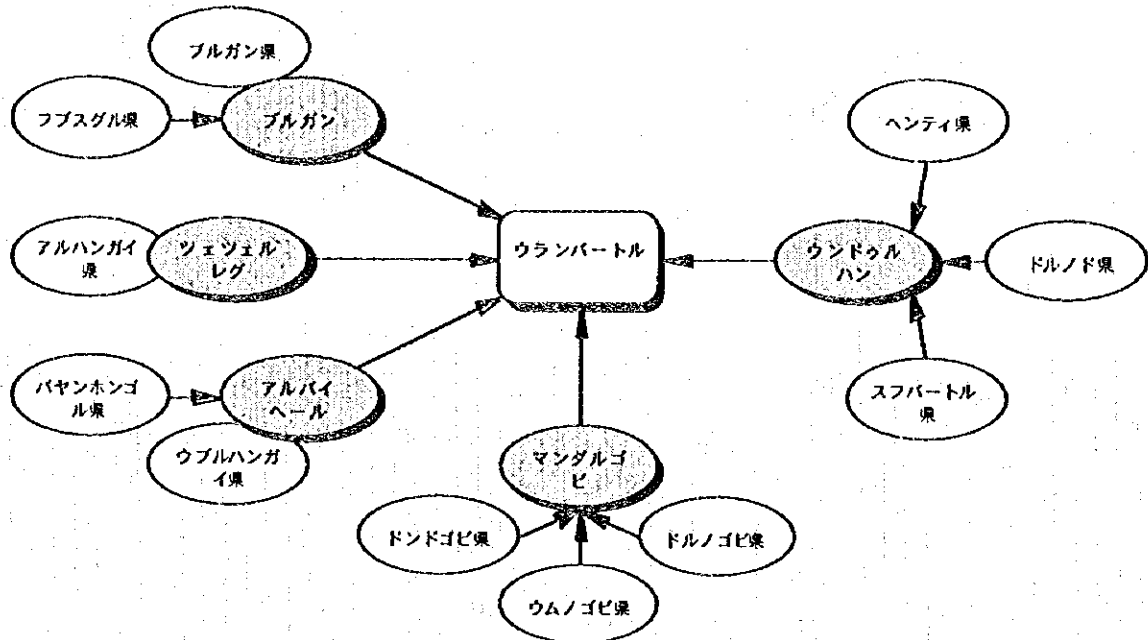 ブルガン県
フブスグル県
ブルガン
ヘンティ県
アルハンガイ
県
ツェツェル
レグ
ウランバートル
ウンドゥル
ハン
ドルノド県
バヤンホンゴ
ル県
アルバイ
ヘール
ウブルハンガ
イ県
スフバートル
県
マンダルゴ
ビ
ドンドゴビ県
ドルノゴビ県
ウムノゴビ県